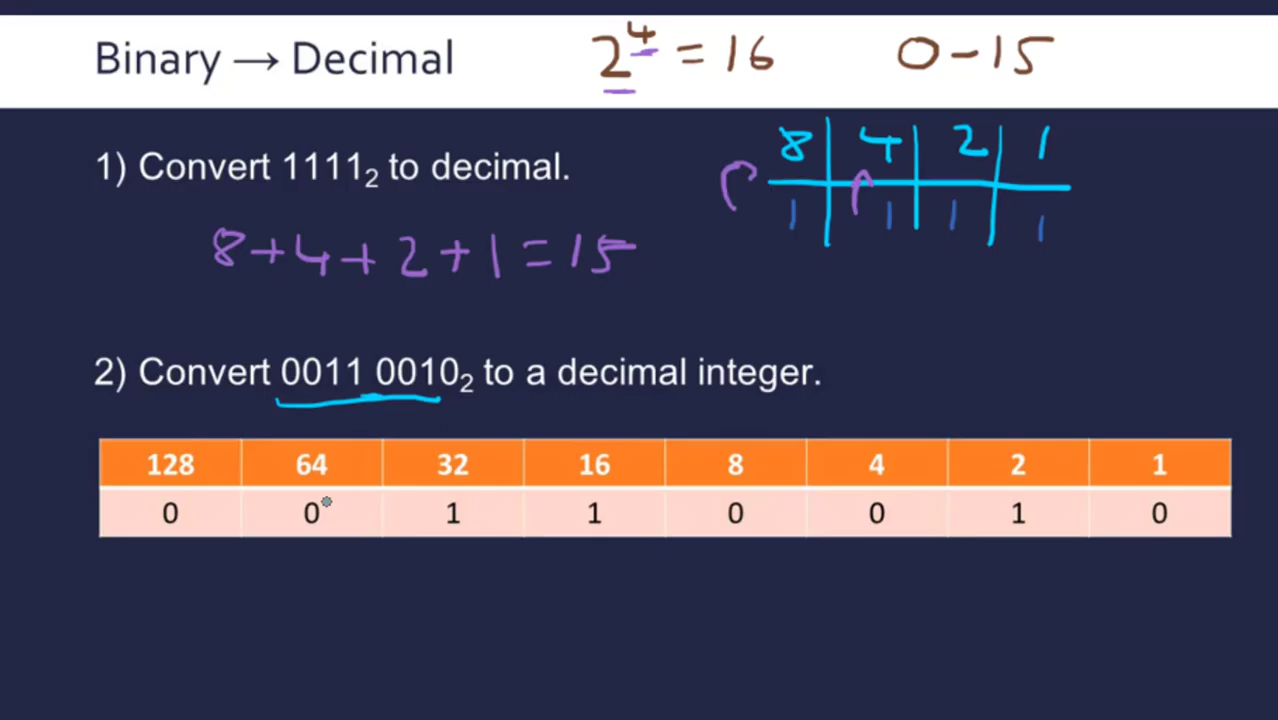 Binary → Decimal 2⁴ = 16 0-15
8 4 2 1
1) Convert 1111₂ to decimal.
1 1 1 1
8+4+2+1=15
2) Convert 0011 0010₂ to a decimal integer.
128 64 32 16 8 4 2 1
0 0 1 1 0 0 1 0